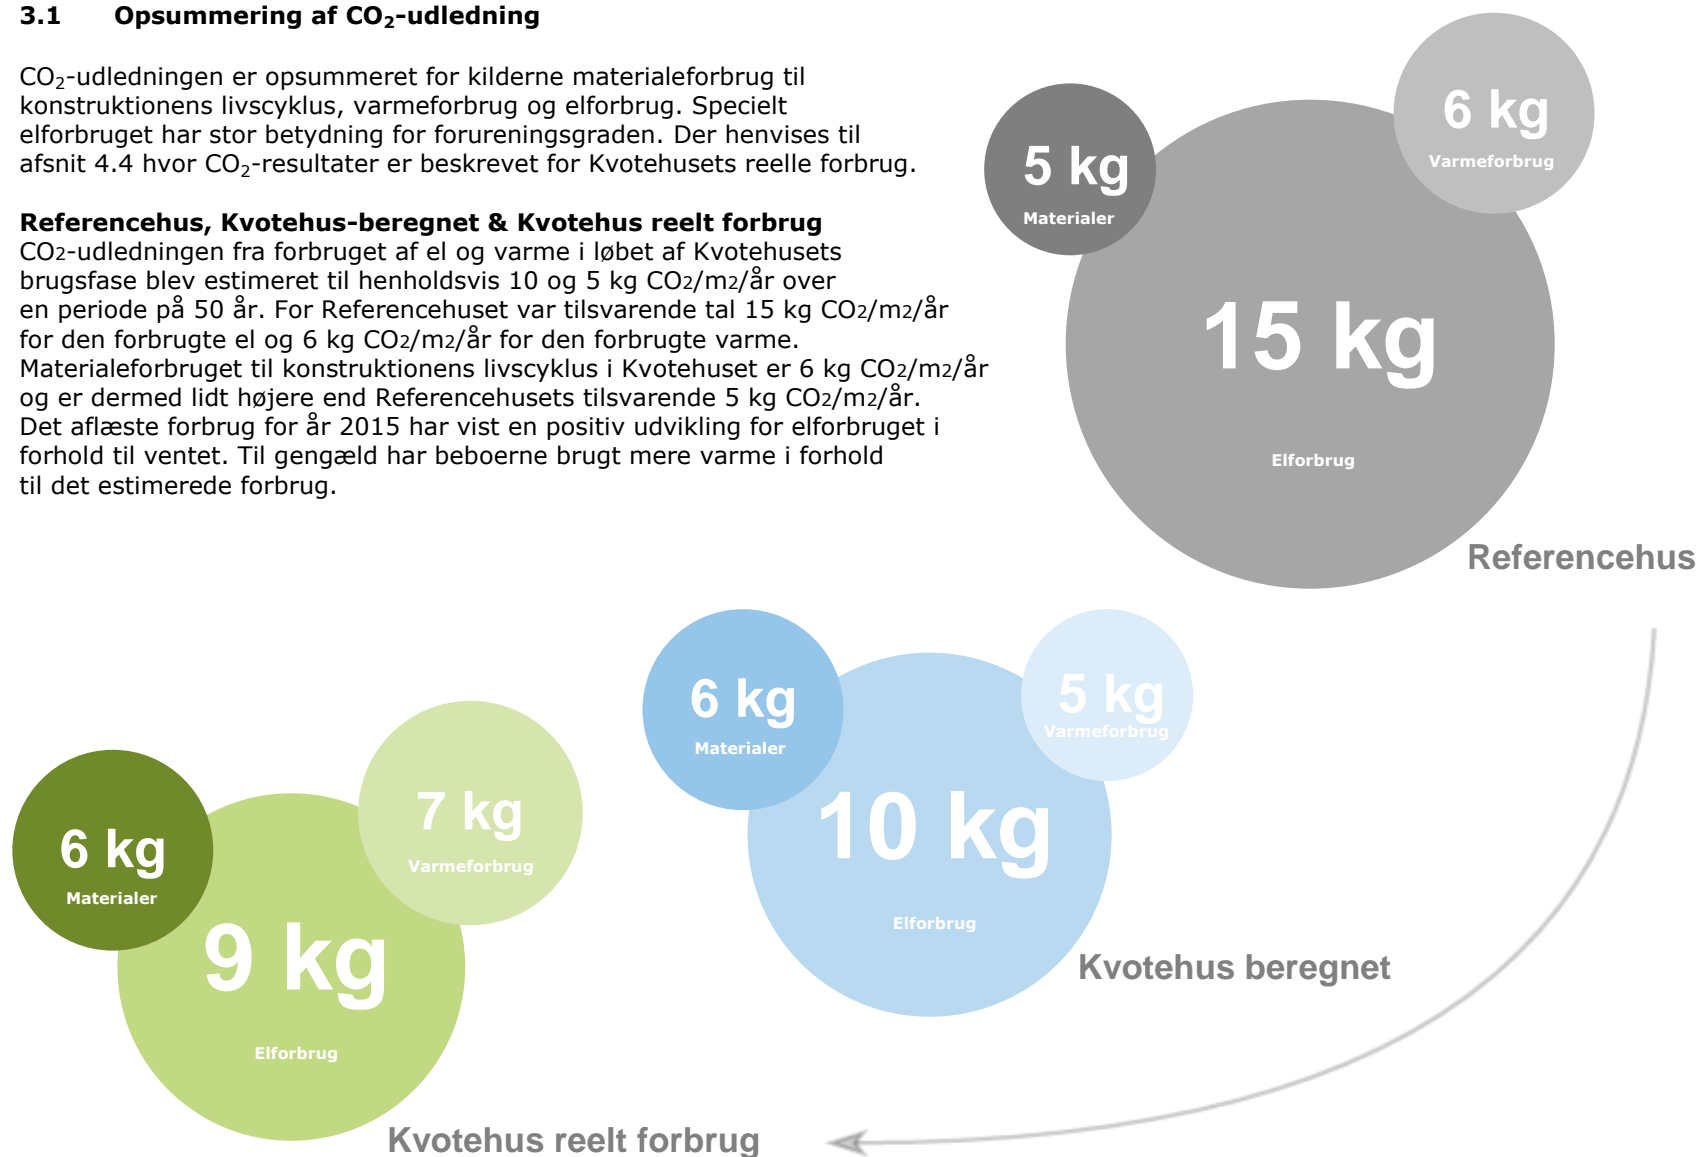 3.1 Opsummering af CO₂-udledning
CO₂-udledningen er opsummeret for kilderne materialeforbrug til
konstruktionens livscyklus, varmeforbrug og elforbrug. Specielt
elforbruget har stor betydning for forureningsgraden. Der henvises til
afsnit 4.4 hvor CO₂-resultater er beskrevet for Kvotehusets reelle forbrug.
Referencehus, Kvotehus-beregnet & Kvotehus reelt forbrug
CO2-udledningen fra forbruget af el og varme i løbet af Kvotehusets
brugsfase blev estimeret til henholdsvis 10 og 5 kg CO2/m2/år over
en periode på 50 år. For Referencehuset var tilsvarende tal 15 kg CO2/m2/år
for den forbrugte el og 6 kg CO2/m2/år for den forbrugte varme.
Materialeforbruget til konstruktionens livscyklus i Kvotehuset er 6 kg CO2/m2/år
og er dermed lidt højere end Referencehusets tilsvarende 5 kg CO2/m2/år.
Det aflæste forbrug for år 2015 har vist en positiv udvikling for elforbruget i
forhold til ventet. Til gengæld har beboerne brugt mere varme i forhold
til det estimerede forbrug.
5 kg
Materialer
6 kg
Varmeforbrug
15 kg
Elforbrug
Referencehus
6 kg
Materialer
5 kg
Varmeforbrug
10 kg
Elforbrug
Kvotehus beregnet
6 kg
Materialer
7 kg
Varmeforbrug
9 kg
Elforbrug
Kvotehus reelt forbrug